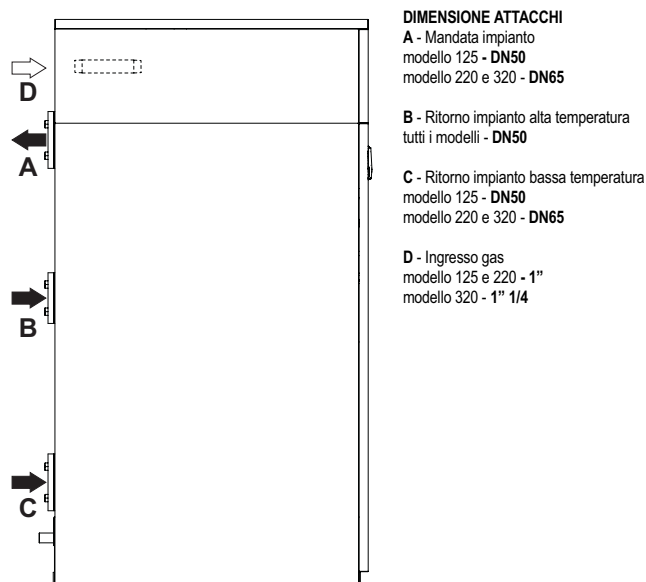 D
A
B
C
DIMENSIONE ATTACCHI
A - Mandata impianto
modello 125 - DN50
modello 220 e 320 - DN65
B - Ritorno impianto alta temperatura
tutti i modelli - DN50
C - Ritorno impianto bassa temperatura
modello 125 - DN50
modello 220 e 320 - DN65
D - Ingresso gas
modello 125 e 220 - 1”
modello 320 - 1” 1/4